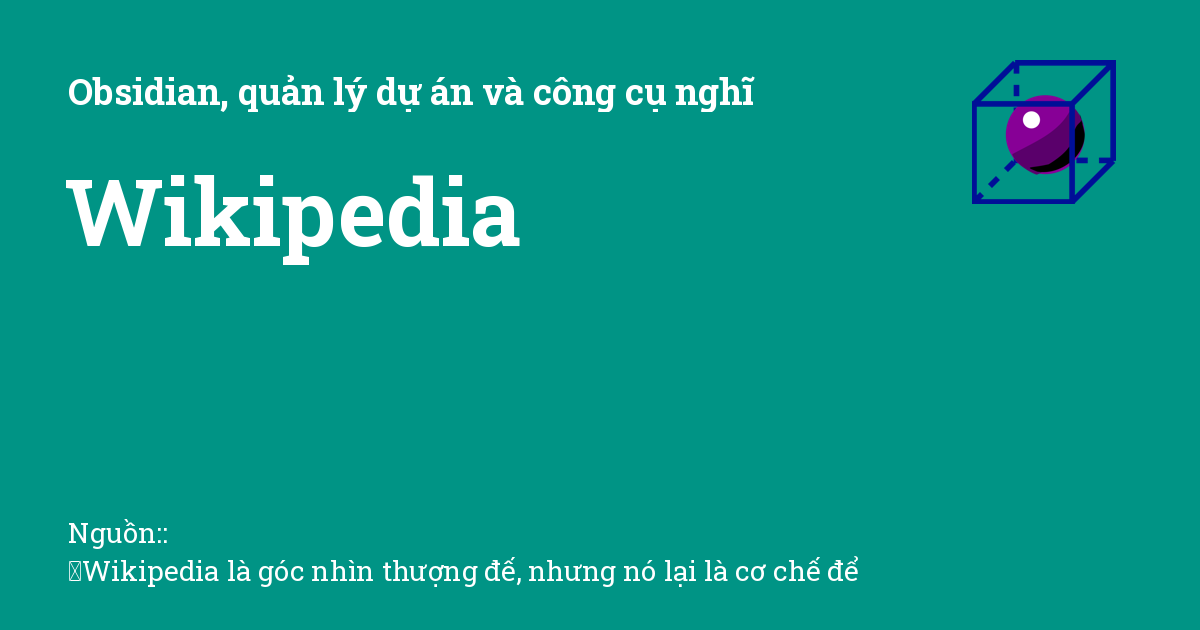 Obsidian, quản lý dự án và công cụ nghĩ
Wikipedia
Nguồn::
Wikipedia là góc nhìn thượng đế, nhưng nó lại là cơ chế để